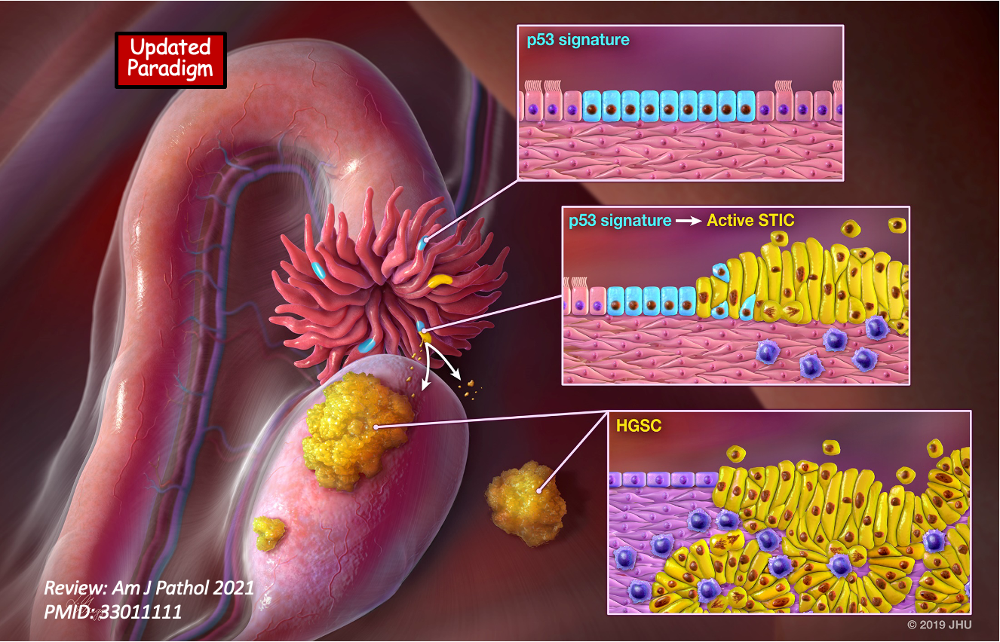 Updated
Paradigm
p53 signature
p53 signature → Active STIC
HGSC
Review: Am J Pathol 2021
PMID: 33011111
© 2019 JHU